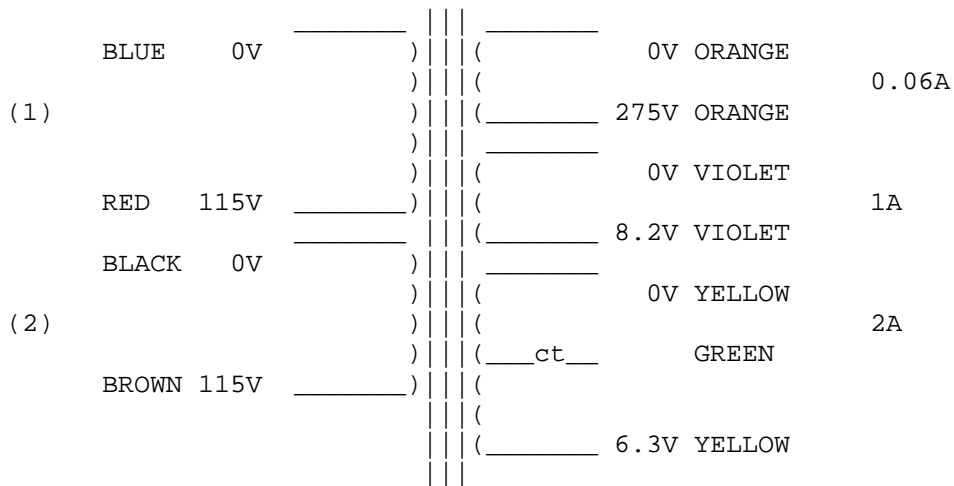 BLUE 0V 0V ORANGE
0.06A
(1) 275V ORANGE
0V VIOLET
RED 115V 1A
8.2V VIOLET
BLACK 0V
0V YELLOW
(2) 2A
ct GREEN
BROWN 115V
6.3V YELLOW